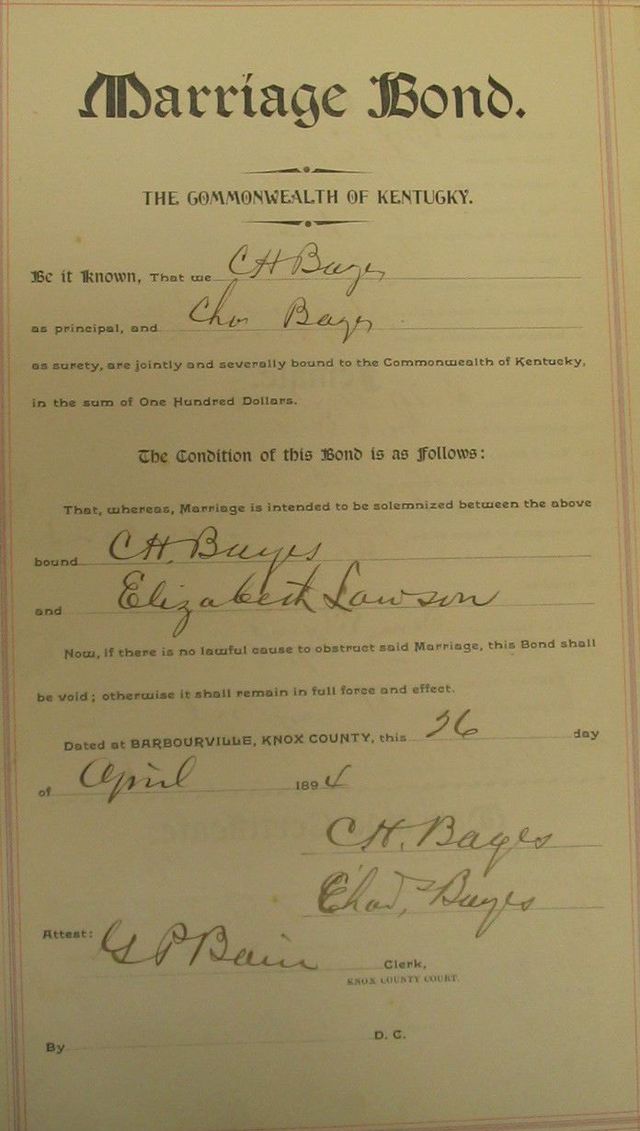 Marriage Bond.
THE COMMONWEALTH OF KENTUCKY.
Be it Known, That we C H Bayes
as principal, and Chas Bayes
as surety, are jointly and severally bound to the Commonwealth of Kentucky,
in the sum of One Hundred Dollars.
The Condition of this Bond is as Follows:
That, whereas, Marriage is intended to be solemnized between the above
bound C H. Bayes
and Elizabeth Lawson
Now, if there is no lawful cause to obstruct said Marriage, this Bond shall
be void; otherwise it shall remain in full force and effect.
Dated at BARBOURVILLE, KNOX COUNTY, this 26 day
of April 1894
C H. Bayes
Bayes
Attest: G P Bain Clerk,
KNOX COUNTY COURT.
By D. C.